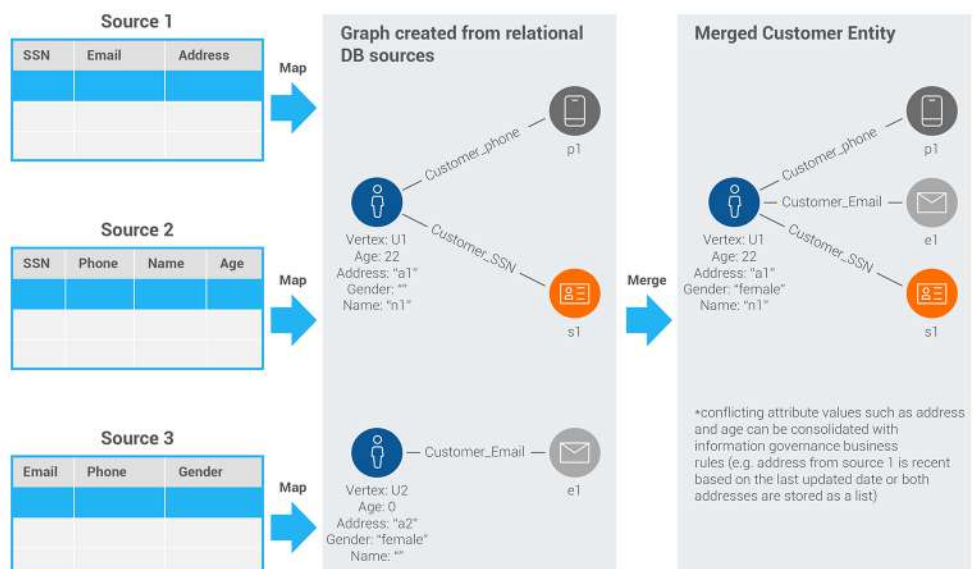 Source 1
SSN Email Address
Map
Source 2
SSN Phone Name Age
Map
Source 3
Email Phone Gender
Map
Graph created from relational
DB sources
Customer_phone
p1
Vertex: U1
Age: 22
Address: "a1"
Gender: ""
Name: "n1"
Customer_SSN
s1
Customer_Email
e1
Vertex: U2
Age: 0
Address: "a2"
Gender: "female"
Name: ""
Merge
Merged Customer Entity
Customer_phone
p1
Customer_Email
e1
Vertex: U1
Age: 22
Address: "a1"
Gender: "female"
Name: "n1"
Customer_SSN
s1
*conflicting attribute values such as address
and age can be consolidated with
information governance business
rules (e.g. address from source 1 is recent
based on the last updated date or both
addresses are stored as a list)